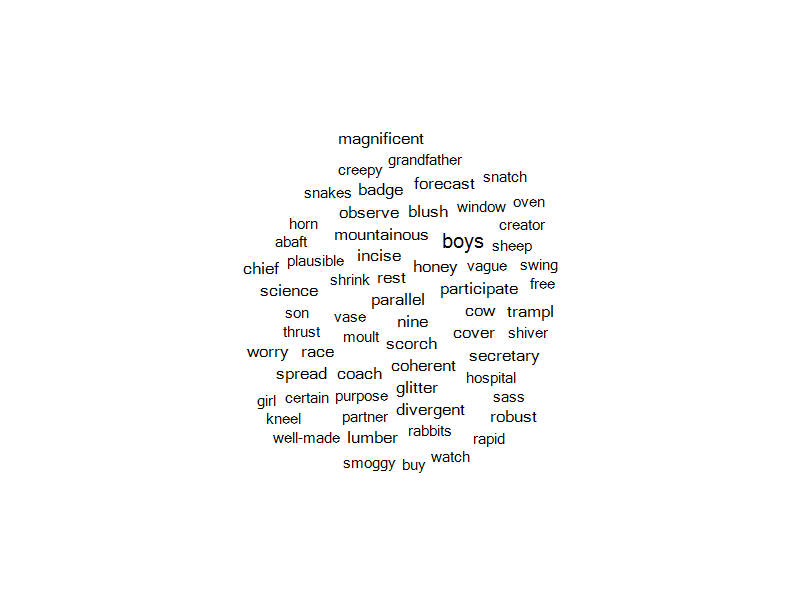 magnificent
creepy grandfather
snakes badge forecast snatch
observe blush window oven
horn creator
abaft mountainous boys sheep
chief plausible incise honey vague swing
science shrink rest participate free
parallel
son vase nine cow trampl
thrust moult scorch cover shiver
worry race secretary
spread coach coherent hospital
girl certain purpose glitter sass
kneel partner divergent robust
well-made lumber rabbits rapid
smoggy buy watch